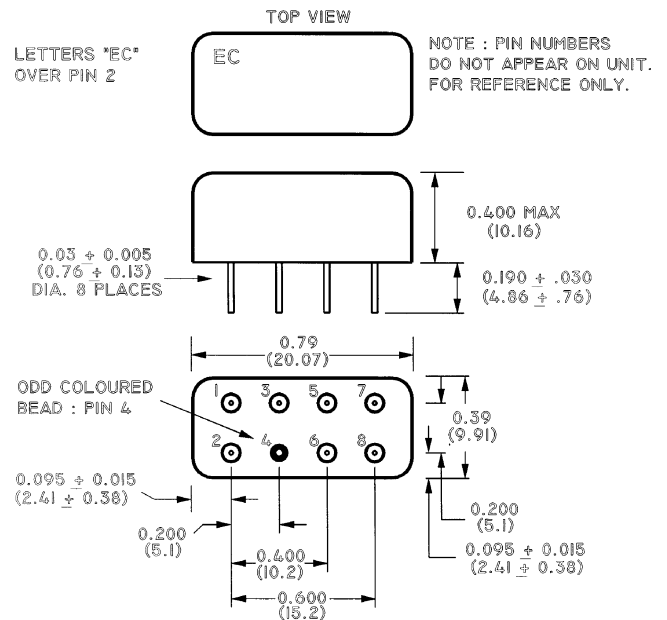 TOP VIEW
LETTERS "EC"
OVER PIN 2
EC
NOTE : PIN NUMBERS
DO NOT APPEAR ON UNIT.
FOR REFERENCE ONLY.
0.400 MAX
(10.16)
0.03 ± 0.005
(0.76 ± 0.13)
DIA. 8 PLACES
0.190 ± .030
(4.86 ± .76)
0.79
(20.07)
ODD COLOURED
BEAD : PIN 4
1 3 5 7
2 4 6 8
0.39
(9.91)
0.095 ± 0.015
(2.41 ± 0.38)
0.200
(5.1)
0.400
(10.2)
0.600
(15.2)
0.200
(5.1)
0.095 ± 0.015
(2.41 ± 0.38)